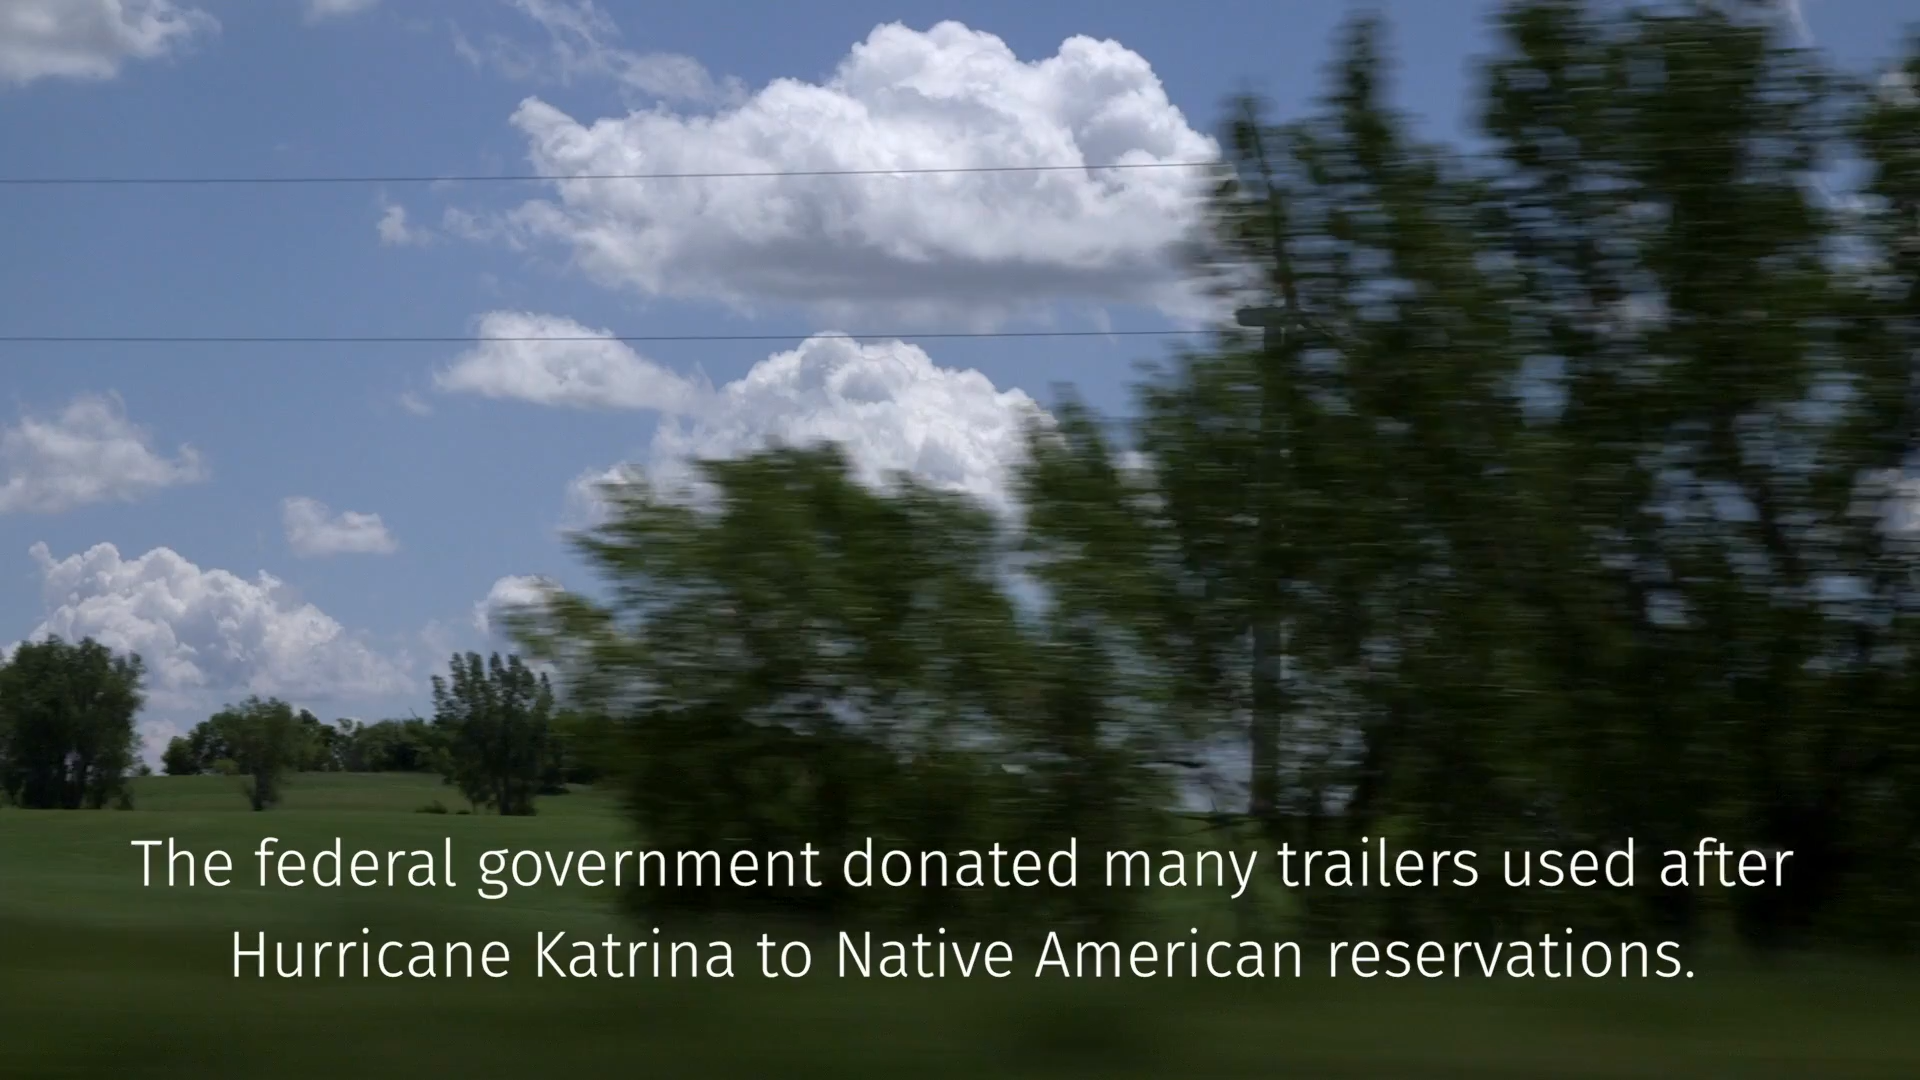 The federal government donated many trailers used after
Hurricane Katrina to Native American reservations.